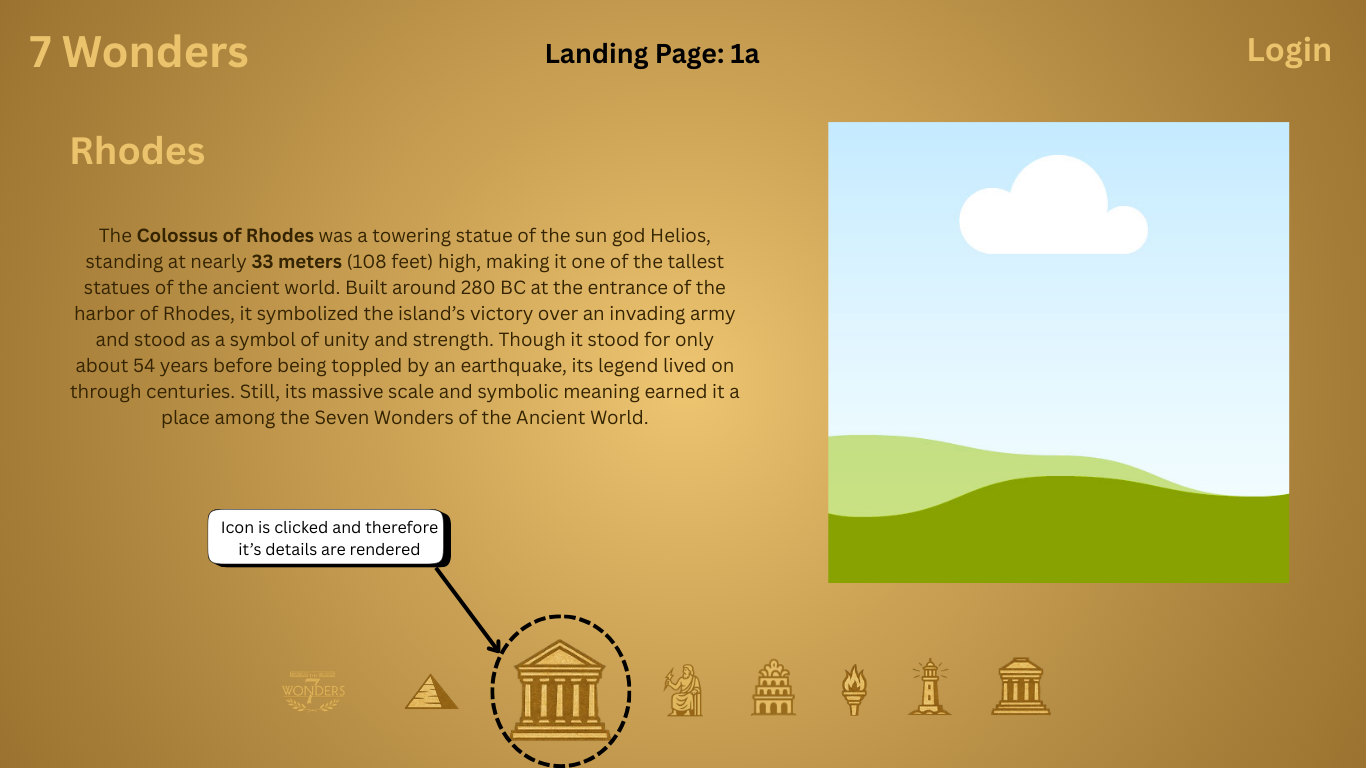 7 Wonders
Landing Page: 1a
Login
Rhodes
The Colossus of Rhodes was a towering statue of the sun god Helios,
standing at nearly 33 meters (108 feet) high, making it one of the tallest
statues of the ancient world. Built around 280 BC at the entrance of the
harbor of Rhodes, it symbolized the island’s victory over an invading army
and stood as a symbol of unity and strength. Though it stood for only
about 54 years before being toppled by an earthquake, its legend lived on
through centuries. Still, its massive scale and symbolic meaning earned it a
place among the Seven Wonders of the Ancient World.
Icon is clicked and therefore
it’s details are rendered
7
WONDERS